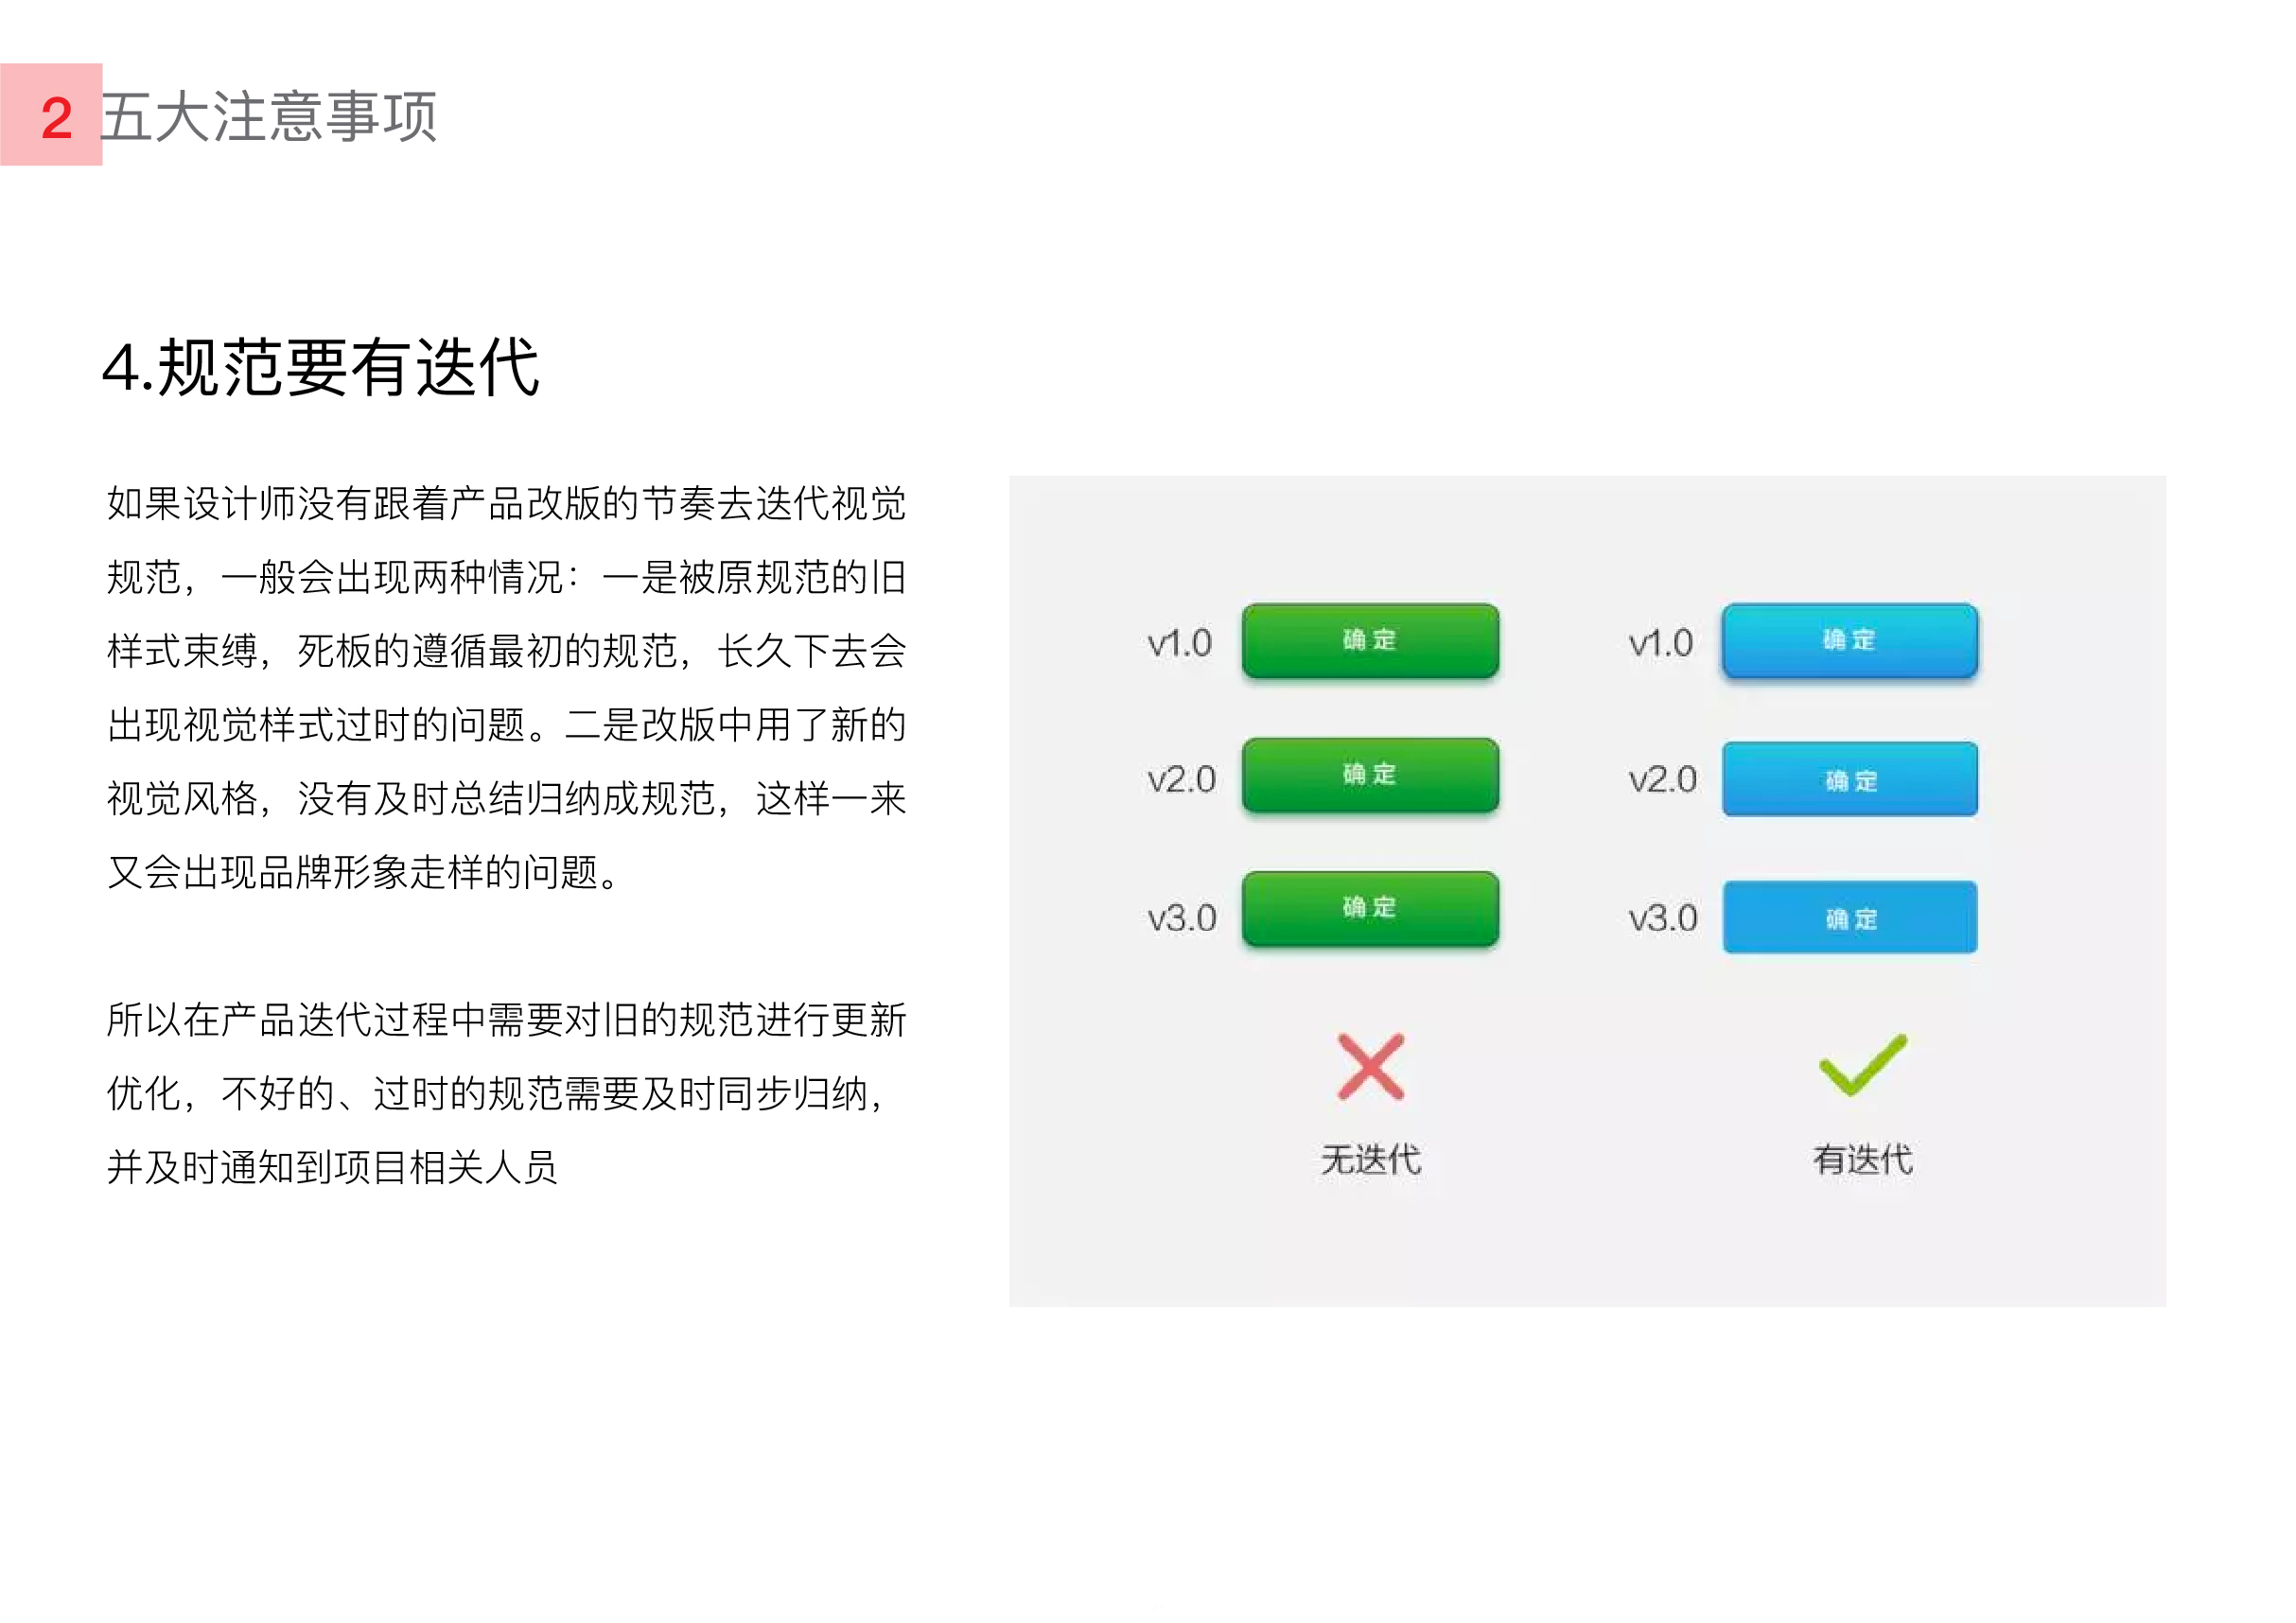 2 五大注意事项
4.规范要有迭代
如果设计师没有跟着产品改版的节奏去迭代视觉
规范，一般会出现两种情况：一是被原规范的旧
样式束缚，死板的遵循最初的规范，长久下去会
出现视觉样式过时的问题。二是改版中用了新的
视觉风格，没有及时总结归纳成规范，这样一来
又会出现品牌形象走样的问题。
所以在产品迭代过程中需要对旧的规范进行更新
优化，不好的、过时的规范需要及时同步归纳，
并及时通知到项目相关人员
v1.0 确 定
v2.0 确 定
v3.0 确 定
无迭代
v1.0 确 定
v2.0 确 定
v3.0 确 定
有迭代